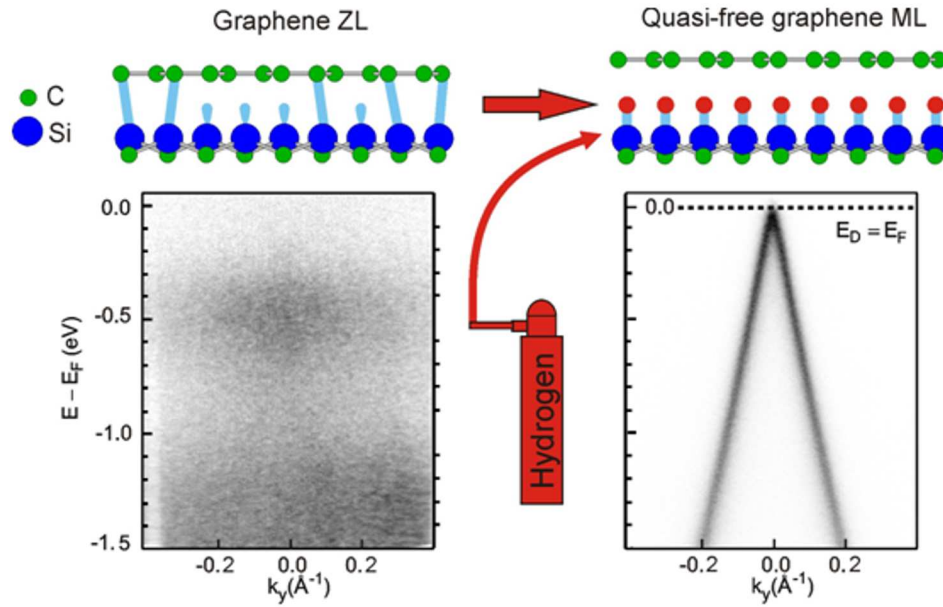 Graphene ZL
Quasi-free graphene ML
C
Si
0.0
-0.5
-1.0
-1.5
E – E_F (eV)
-0.2 0.0 0.2
k_y(Å⁻¹)
Hydrogen
0.0
E_D = E_F
-0.2 0.0 0.2
k_y(Å⁻¹)